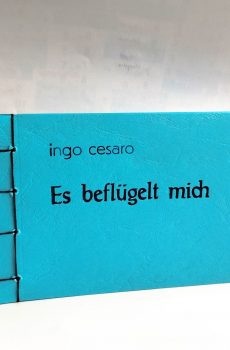 ingo cesaro
Es beflügelt mich